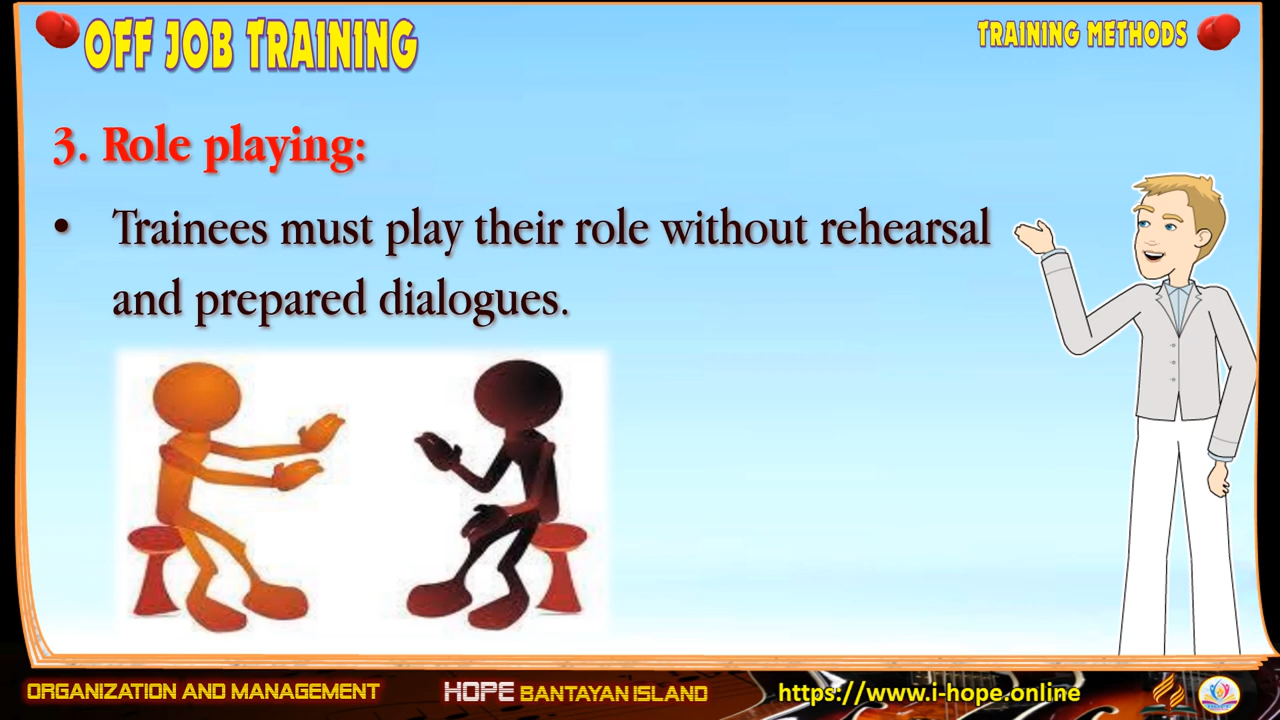 OFF JOB TRAINING
TRAINING METHODS
3. Role playing:
• Trainees must play their role without rehearsal
and prepared dialogues.
ORGANIZATION AND MANAGEMENT
HOPE BANTAYAN ISLAND
https://www.i-hope.online